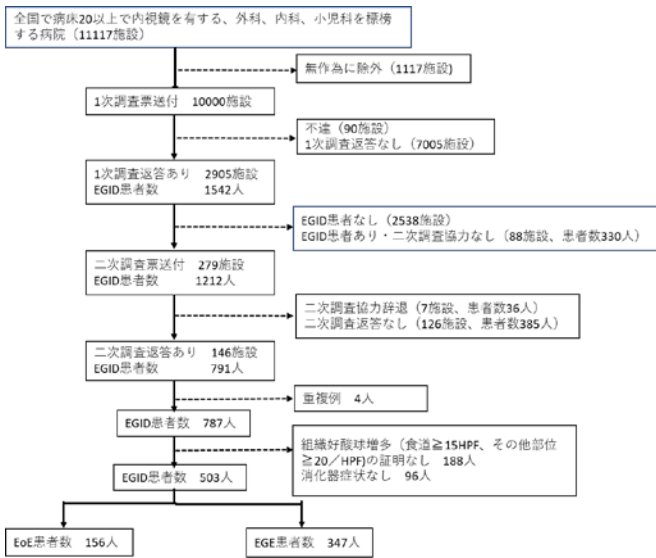 全国で病床20以上で内視鏡を有する、外科、内科、小児科を標榜
する病院（11117施設）
無作為に除外（1117施設）
1次調査票送付　10000施設
不達（90施設）
1次調査返答なし（7005施設）
1次調査返答あり　2905施設
EGID患者数　1542人
EGID患者なし（2538施設）
EGID患者あり・二次調査協力なし（88施設、患者数330人）
二次調査票送付　279施設
EGID患者数　1212人
二次調査協力辞退（7施設、患者数36人）
二次調査返答なし（126施設、患者数385人）
二次調査返答あり　146施設
EGID患者数　791人
重複例　4人
EGID患者数　787人
組織好酸球増多（食道≧15HPF、その他部位
≧20／HPF)の証明なし　188人
消化器症状なし　96人
EGID患者数　503人
EoE患者数　156人
EGE患者数　347人